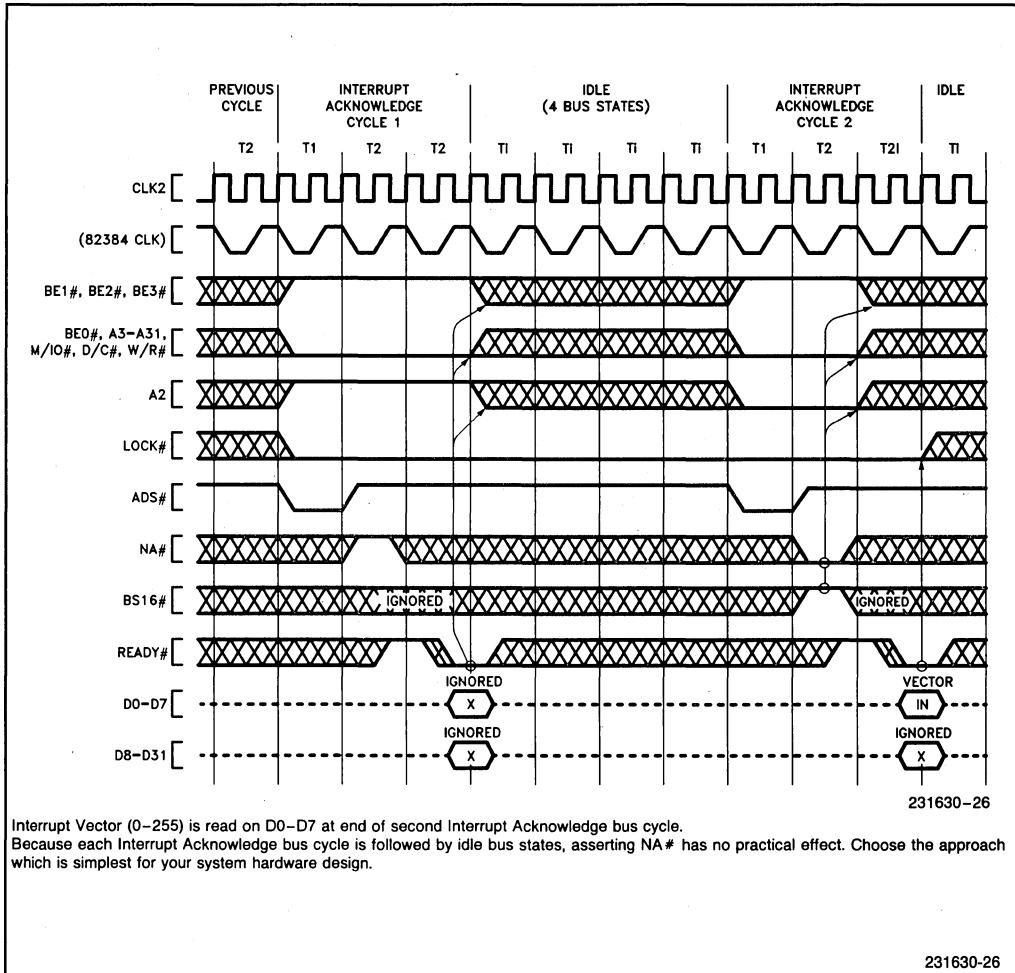 PREVIOUS CYCLE
INTERRUPT ACKNOWLEDGE CYCLE 1
IDLE (4 BUS STATES)
INTERRUPT ACKNOWLEDGE CYCLE 2
IDLE
T2 T1 T2 T2 TI TI Ti Ti T1 T2 T2I TI
CLK2
(82384 CLK)
BE1#, BE2#, BE3#
BE0#, A3-A31,
M/IO#, D/C#, W/R#
A2
LOCK#
ADS#
NA#
BS16# IGNORED IGNORED
READY#
IGNORED VECTOR
D0-D7 X IN
IGNORED IGNORED
D8-D31 X X
231630-26
Interrupt Vector (0–255) is read on D0–D7 at end of second Interrupt Acknowledge bus cycle.
Because each Interrupt Acknowledge bus cycle is followed by idle bus states, asserting NA# has no practical effect. Choose the approach
which is simplest for your system hardware design.
231630-26